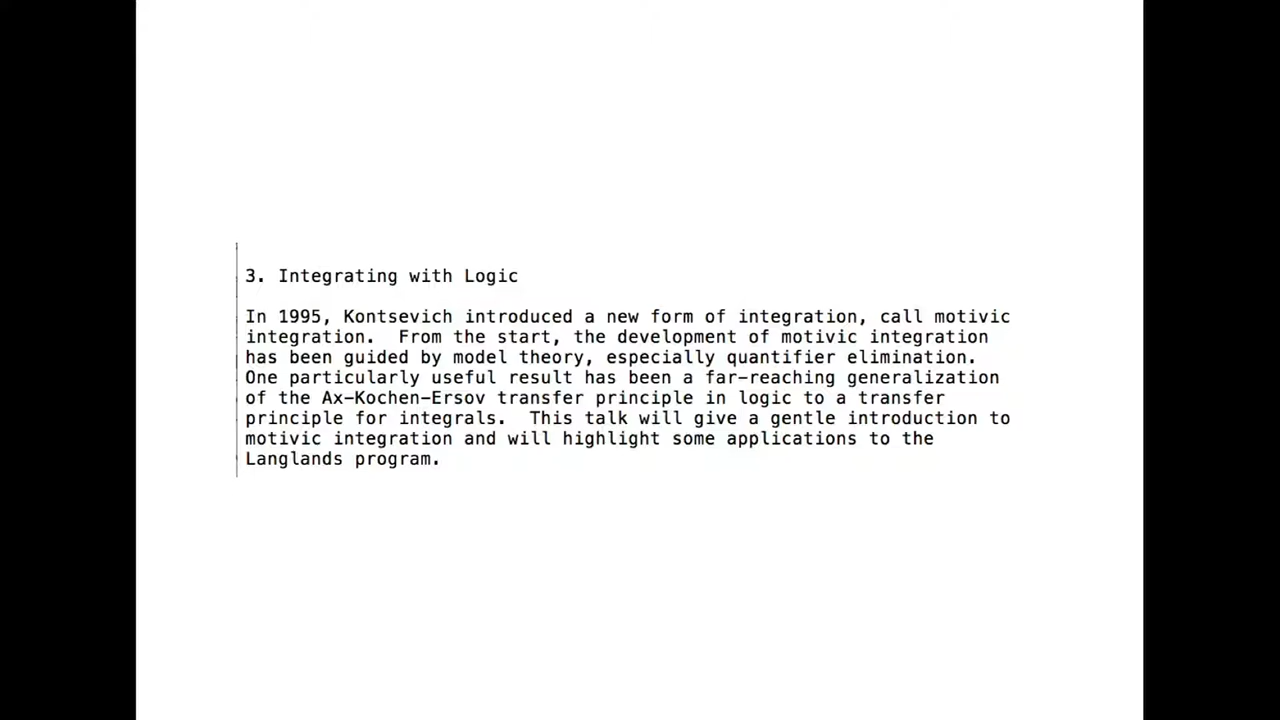 3. Integrating with Logic
In 1995, Kontsevich introduced a new form of integration, call motivic
integration.  From the start, the development of motivic integration
has been guided by model theory, especially quantifier elimination.
One particularly useful result has been a far-reaching generalization
of the Ax-Kochen-Ersov transfer principle in logic to a transfer
principle for integrals.  This talk will give a gentle introduction to
motivic integration and will highlight some applications to the
Langlands program.